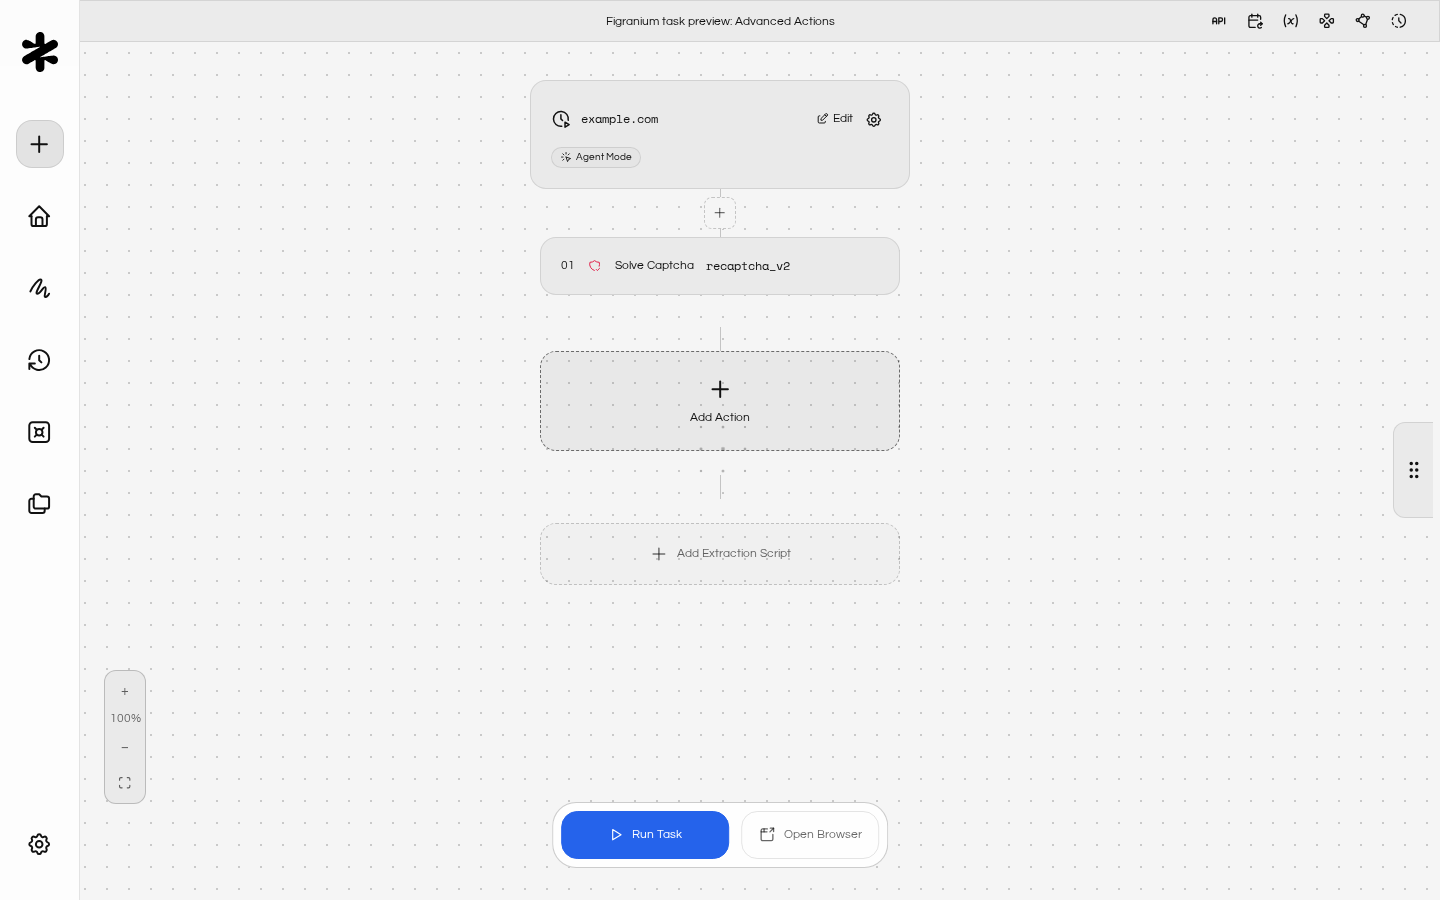 Figranium task preview: Advanced Actions
API
(x)
example.com
Edit
Agent Mode
01 Solve Captcha recaptcha_v2
Add Action
Add Extraction Script
+
100%
−
Run Task
Open Browser